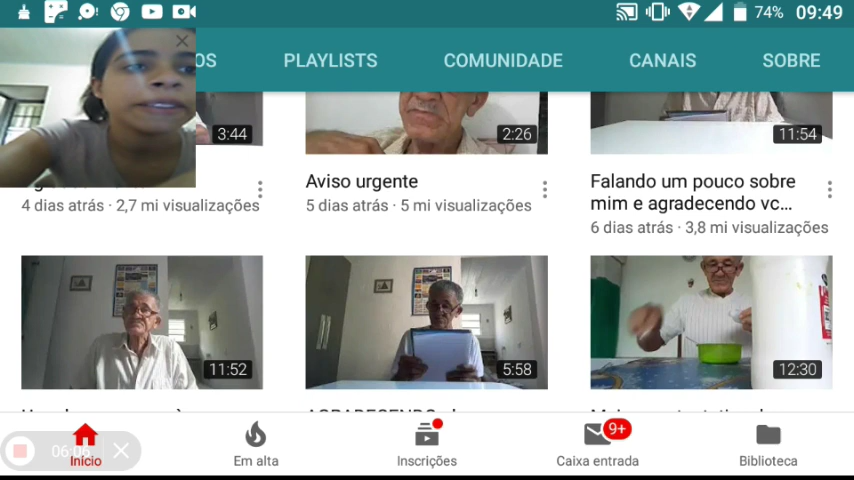 74% 09:49
OS PLAYLISTS COMUNIDADE CANAIS SOBRE
3:44
2:26
11:54
Aviso urgente
Falando um pouco sobre
mim e agradecendo vc...
4 dias atrás · 2,7 mi visualizações
5 dias atrás · 5 mi visualizações
6 dias atrás · 3,8 mi visualizações
11:52
5:58
12:30
9+
06:06
Início
Em alta
Inscrições
Caixa entrada
Biblioteca